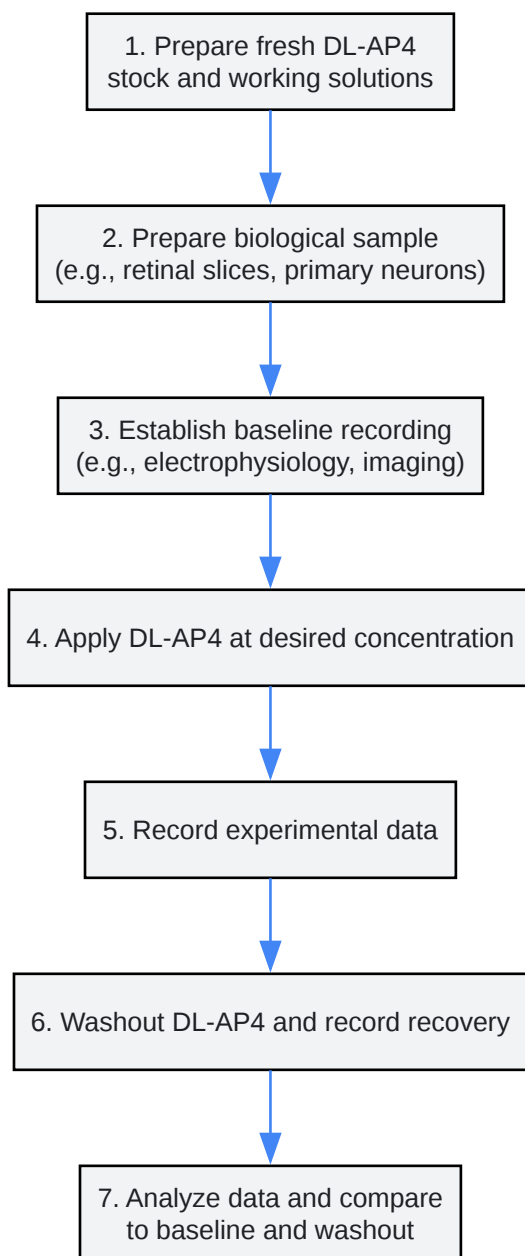 1. Prepare fresh DL-AP4
stock and working solutions
2. Prepare biological sample
(e.g., retinal slices, primary neurons)
3. Establish baseline recording
(e.g., electrophysiology, imaging)
4. Apply DL-AP4 at desired concentration
5. Record experimental data
6. Washout DL-AP4 and record recovery
7. Analyze data and compare
to baseline and washout